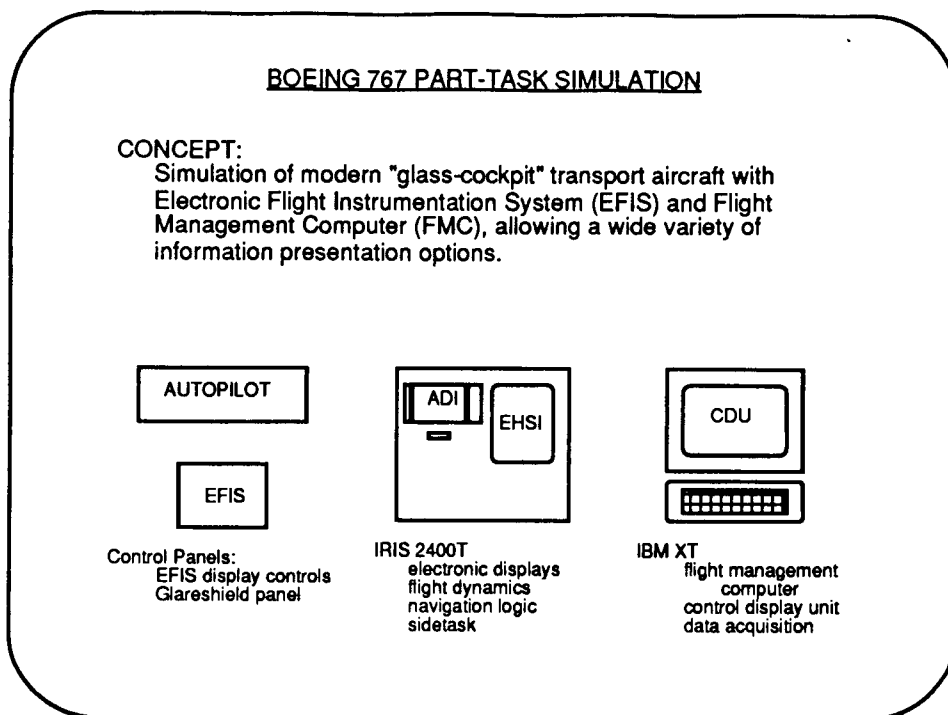 BOEING 767 PART-TASK SIMULATION
CONCEPT:
Simulation of modern "glass-cockpit" transport aircraft with
Electronic Flight Instrumentation System (EFIS) and Flight
Management Computer (FMC), allowing a wide variety of
information presentation options.
AUTOPILOT
EFIS
Control Panels:
EFIS display controls
Glareshield panel
ADI
EHSI
IRIS 2400T
electronic displays
flight dynamics
navigation logic
sidetask
CDU
IBM XT
flight management
computer
control display unit
data acquisition